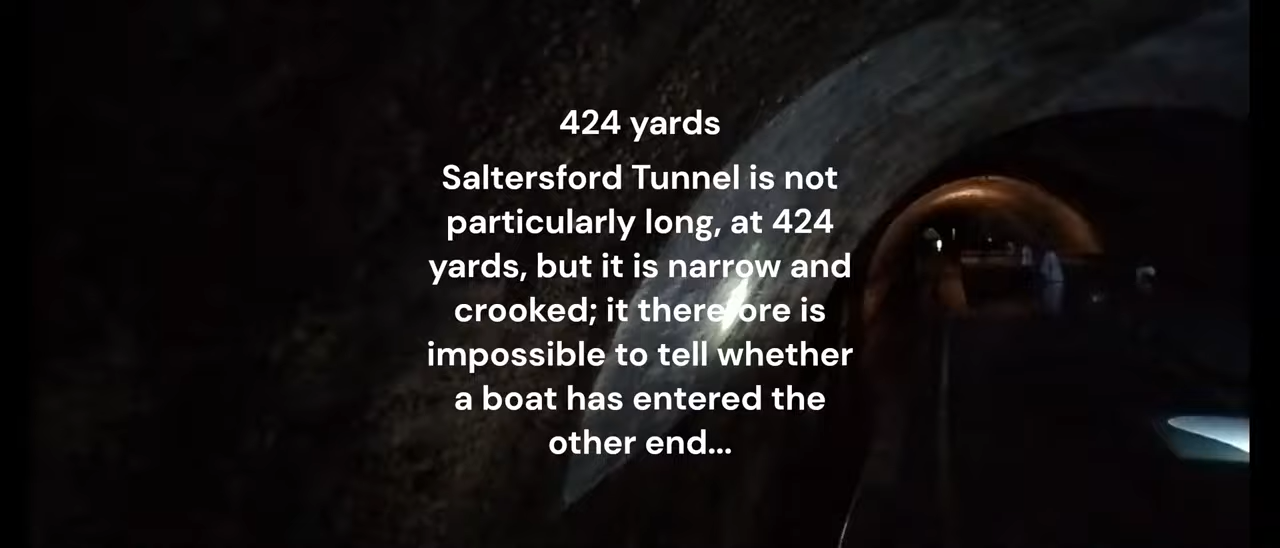 424 yards
Saltersford Tunnel is not
particularly long, at 424
yards, but it is narrow and
crooked; it therefore is
impossible to tell whether
a boat has entered the
other end...